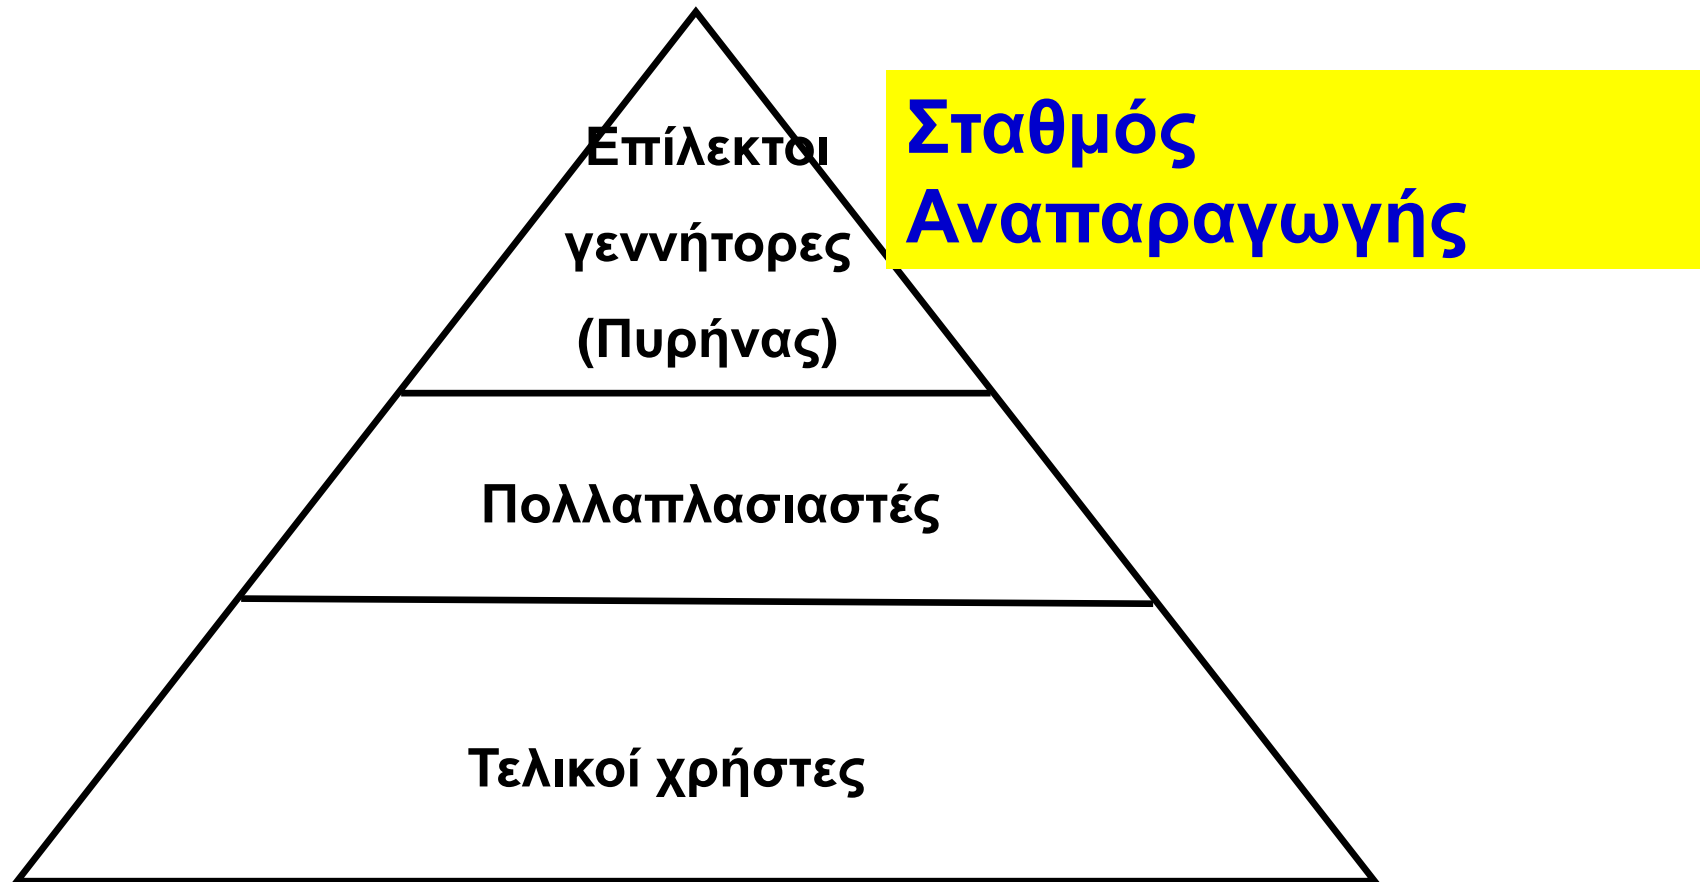 Επίλεκτοι
γεννήτορες
(Πυρήνας)
Σταθμός
Αναπαραγωγής
Πολλαπλασιαστές
Τελικοί χρήστες